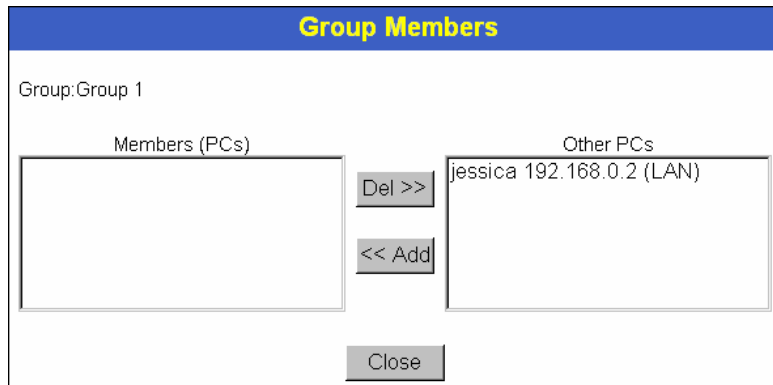 Group Members
Group:Group 1
Members (PCs)
Other PCs
jessica 192.168.0.2 (LAN)
Del >>
<< Add
Close